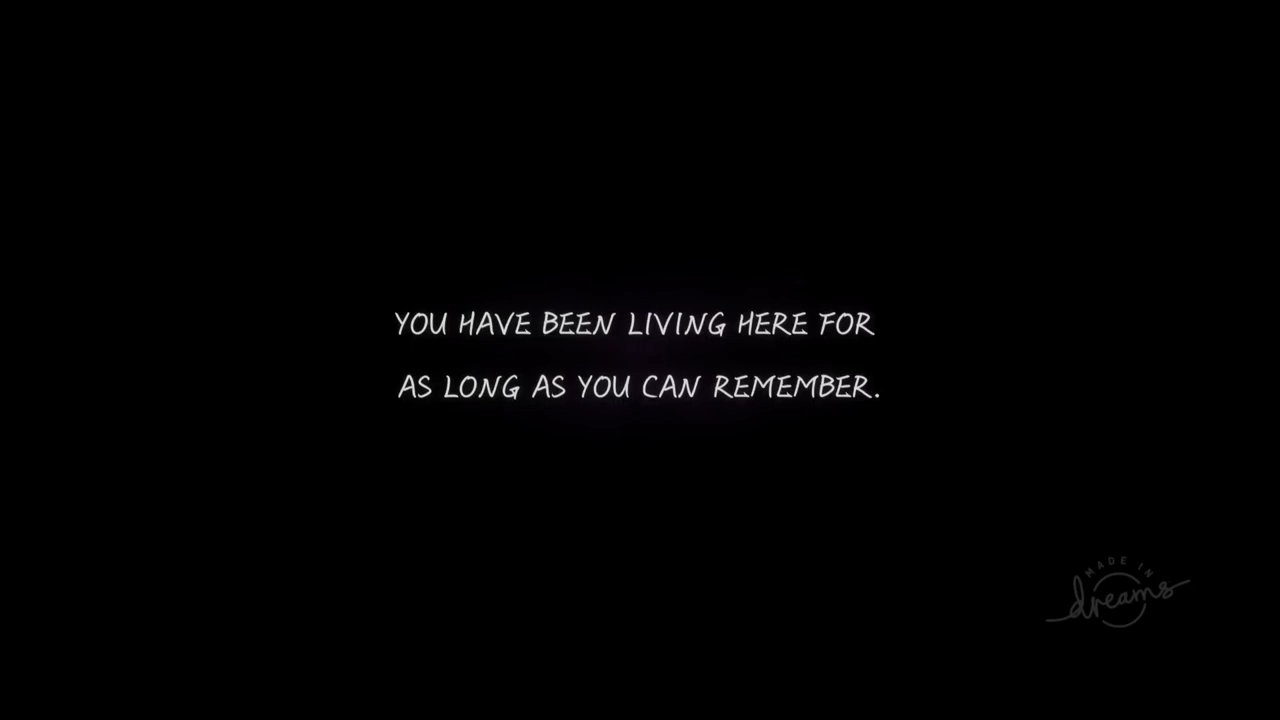 YOU HAVE BEEN LIVING HERE FOR
AS LONG AS YOU CAN REMEMBER.
MADE IN
dreams